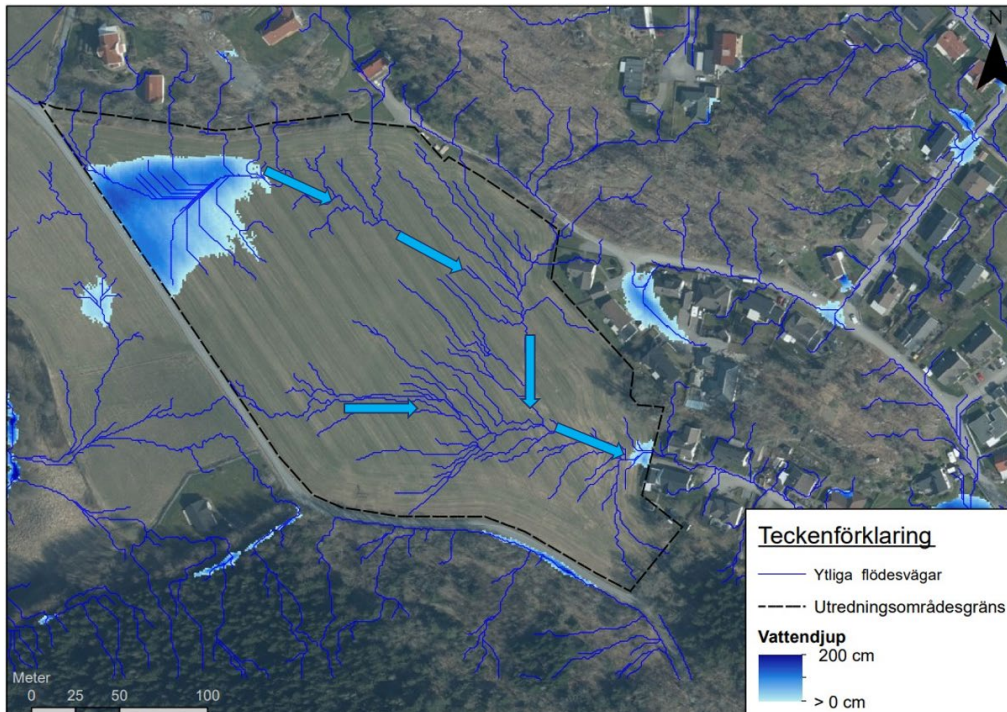 N
Teckenförklaring
Ytliga flödesvägar
Utredningsområdesgräns
Vattendjup
200 cm
> 0 cm
Meter
0 25 50 100